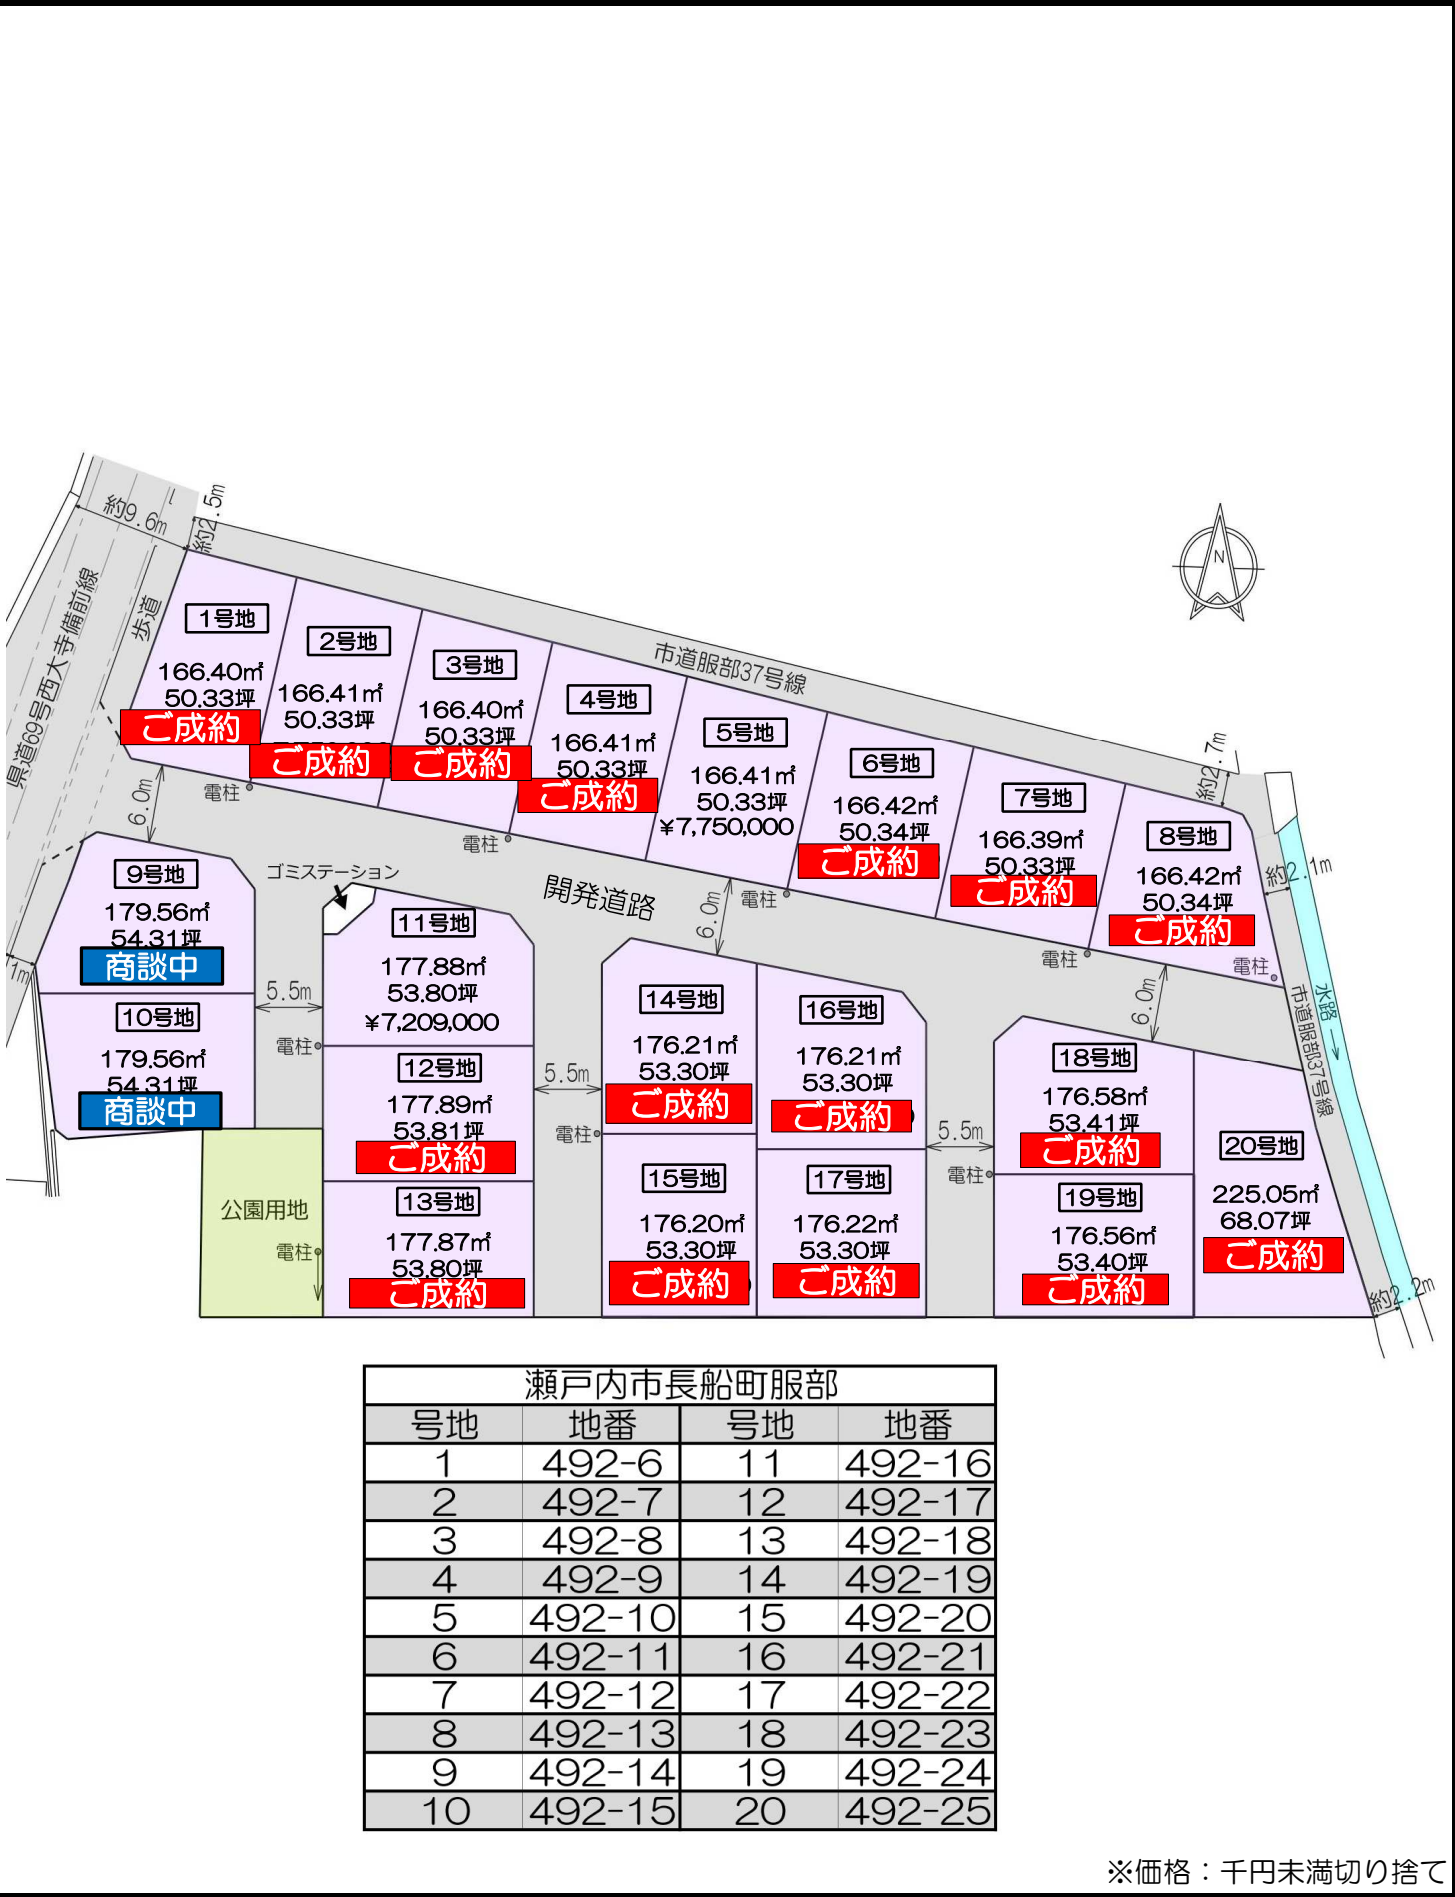 約9.6m
約2.5m
県道69号西大寺備前線
歩道
市道服部37号線
N
1号地
166.40㎡
50.33坪
ご成約
2号地
166.41㎡
50.33坪
ご成約
3号地
166.40㎡
50.33坪
ご成約
4号地
166.41㎡
50.33坪
ご成約
5号地
166.41㎡
50.33坪
¥7,750,000
6号地
166.42㎡
50.34坪
ご成約
7号地
166.39㎡
50.33坪
ご成約
8号地
166.42㎡
50.34坪
ご成約
約2.7m
約2.1m
6.0m
電柱
電柱
電柱
電柱
電柱
ゴミステーション
開発道路
6.0m
6.0m
水路
市道服部37号線
9号地
179.56㎡
54.31坪
商談中
10号地
179.56㎡
54.31坪
商談中
5.5m
電柱
公園用地
電柱
11号地
177.88㎡
53.80坪
¥7,209,000
12号地
177.89㎡
53.81坪
ご成約
13号地
177.87㎡
53.80坪
ご成約
5.5m
電柱
14号地
176.21㎡
53.30坪
ご成約
15号地
176.20㎡
53.30坪
ご成約
16号地
176.21㎡
53.30坪
ご成約
17号地
176.22㎡
53.30坪
ご成約
5.5m
電柱
18号地
176.58㎡
53.41坪
ご成約
19号地
176.56㎡
53.40坪
ご成約
20号地
225.05㎡
68.07坪
ご成約
約2.2m
瀬戸内市長船町服部
号地 地番 号地 地番
1 492-6 11 492-16
2 492-7 12 492-17
3 492-8 13 492-18
4 492-9 14 492-19
5 492-10 15 492-20
6 492-11 16 492-21
7 492-12 17 492-22
8 492-13 18 492-23
9 492-14 19 492-24
10 492-15 20 492-25
※価格：千円未満切り捨て